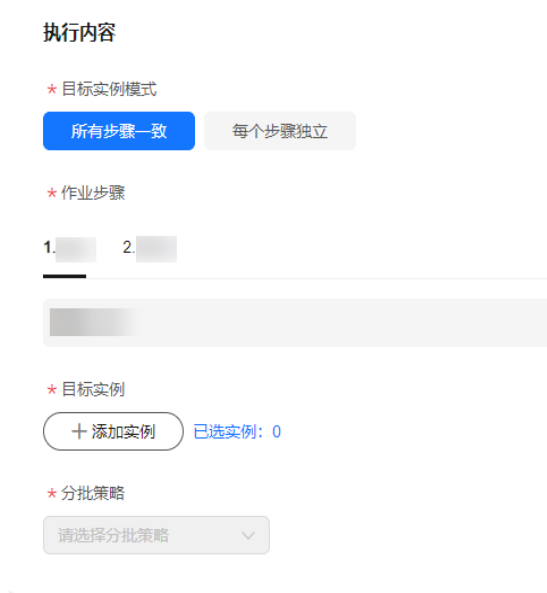 执行内容
* 目标实例模式
所有步骤一致 每个步骤独立
* 作业步骤
1. 2.
* 目标实例
+ 添加实例 已选实例：0
* 分批策略
请选择分批策略